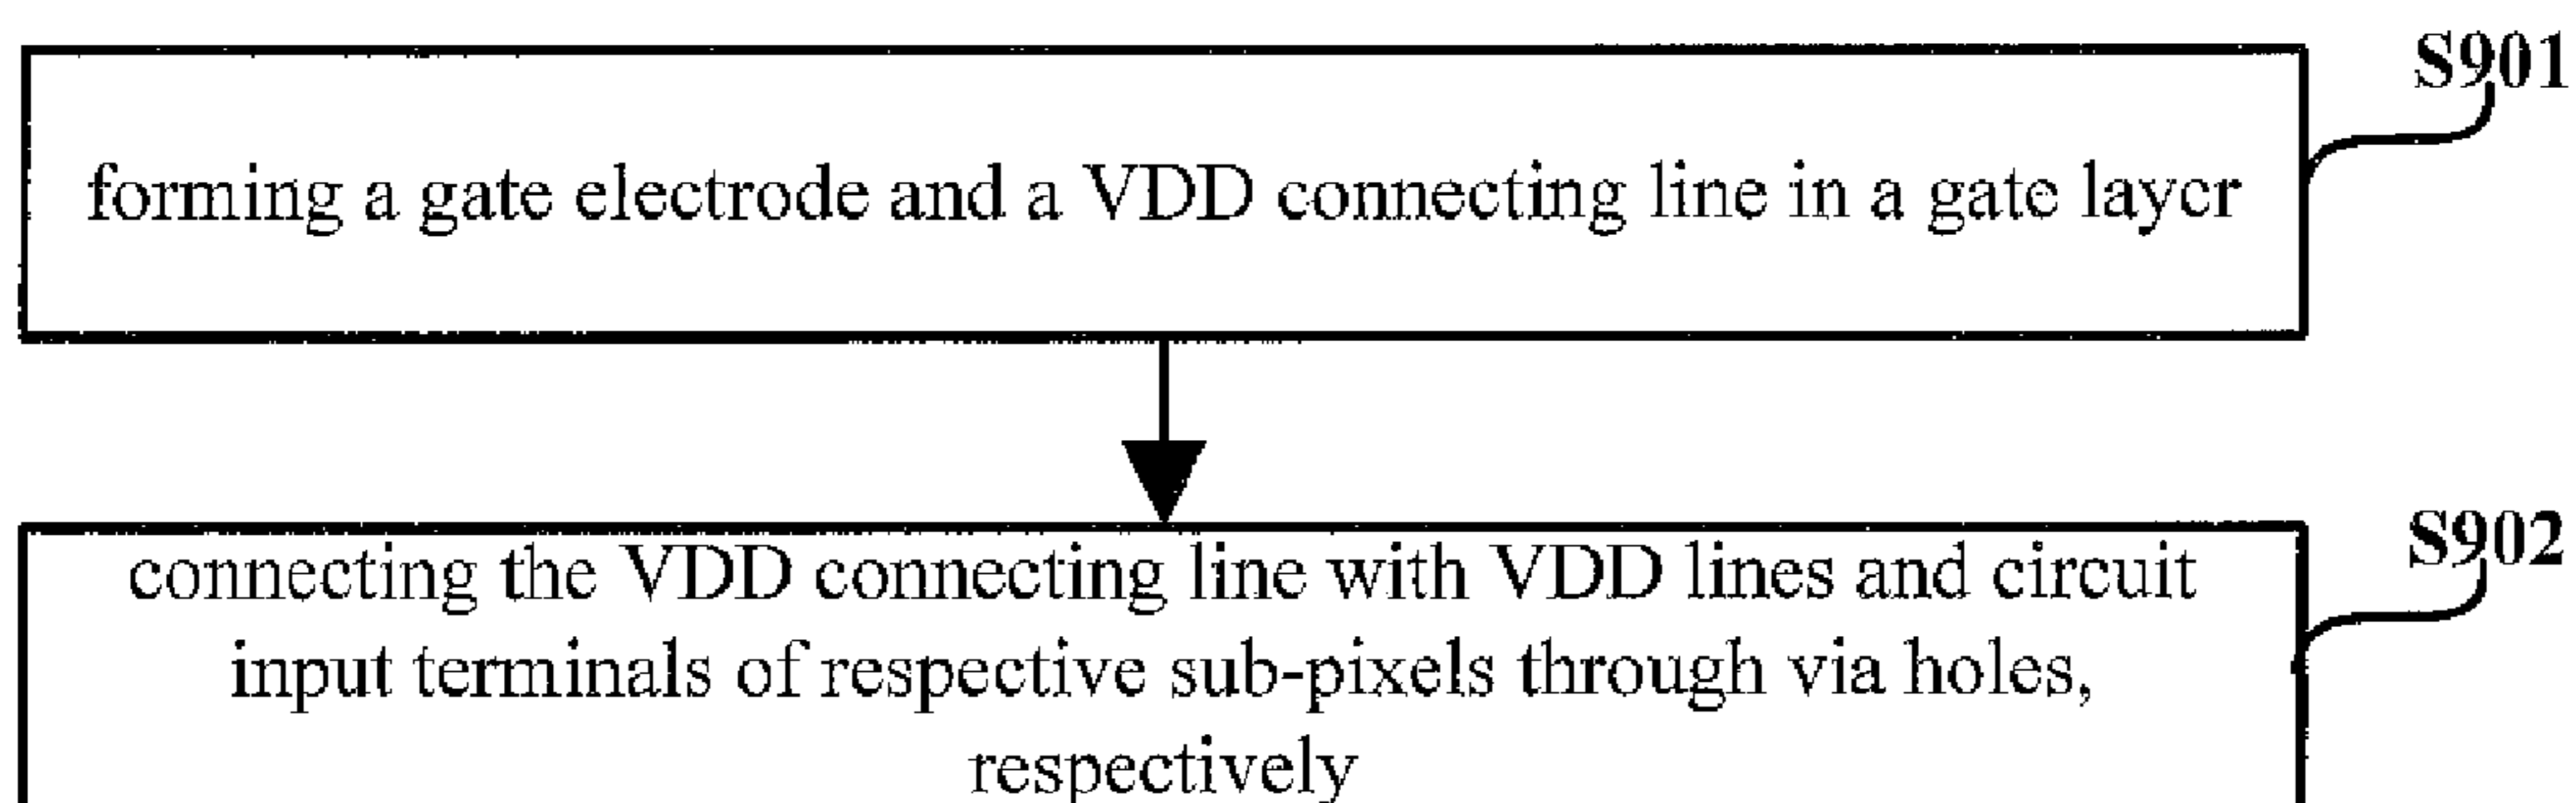 S901
forming a gate electrode and a VDD connecting line in a gate layer
S902
connecting the VDD connecting line with VDD lines and circuit
input terminals of respective sub-pixels through via holes,
respectively